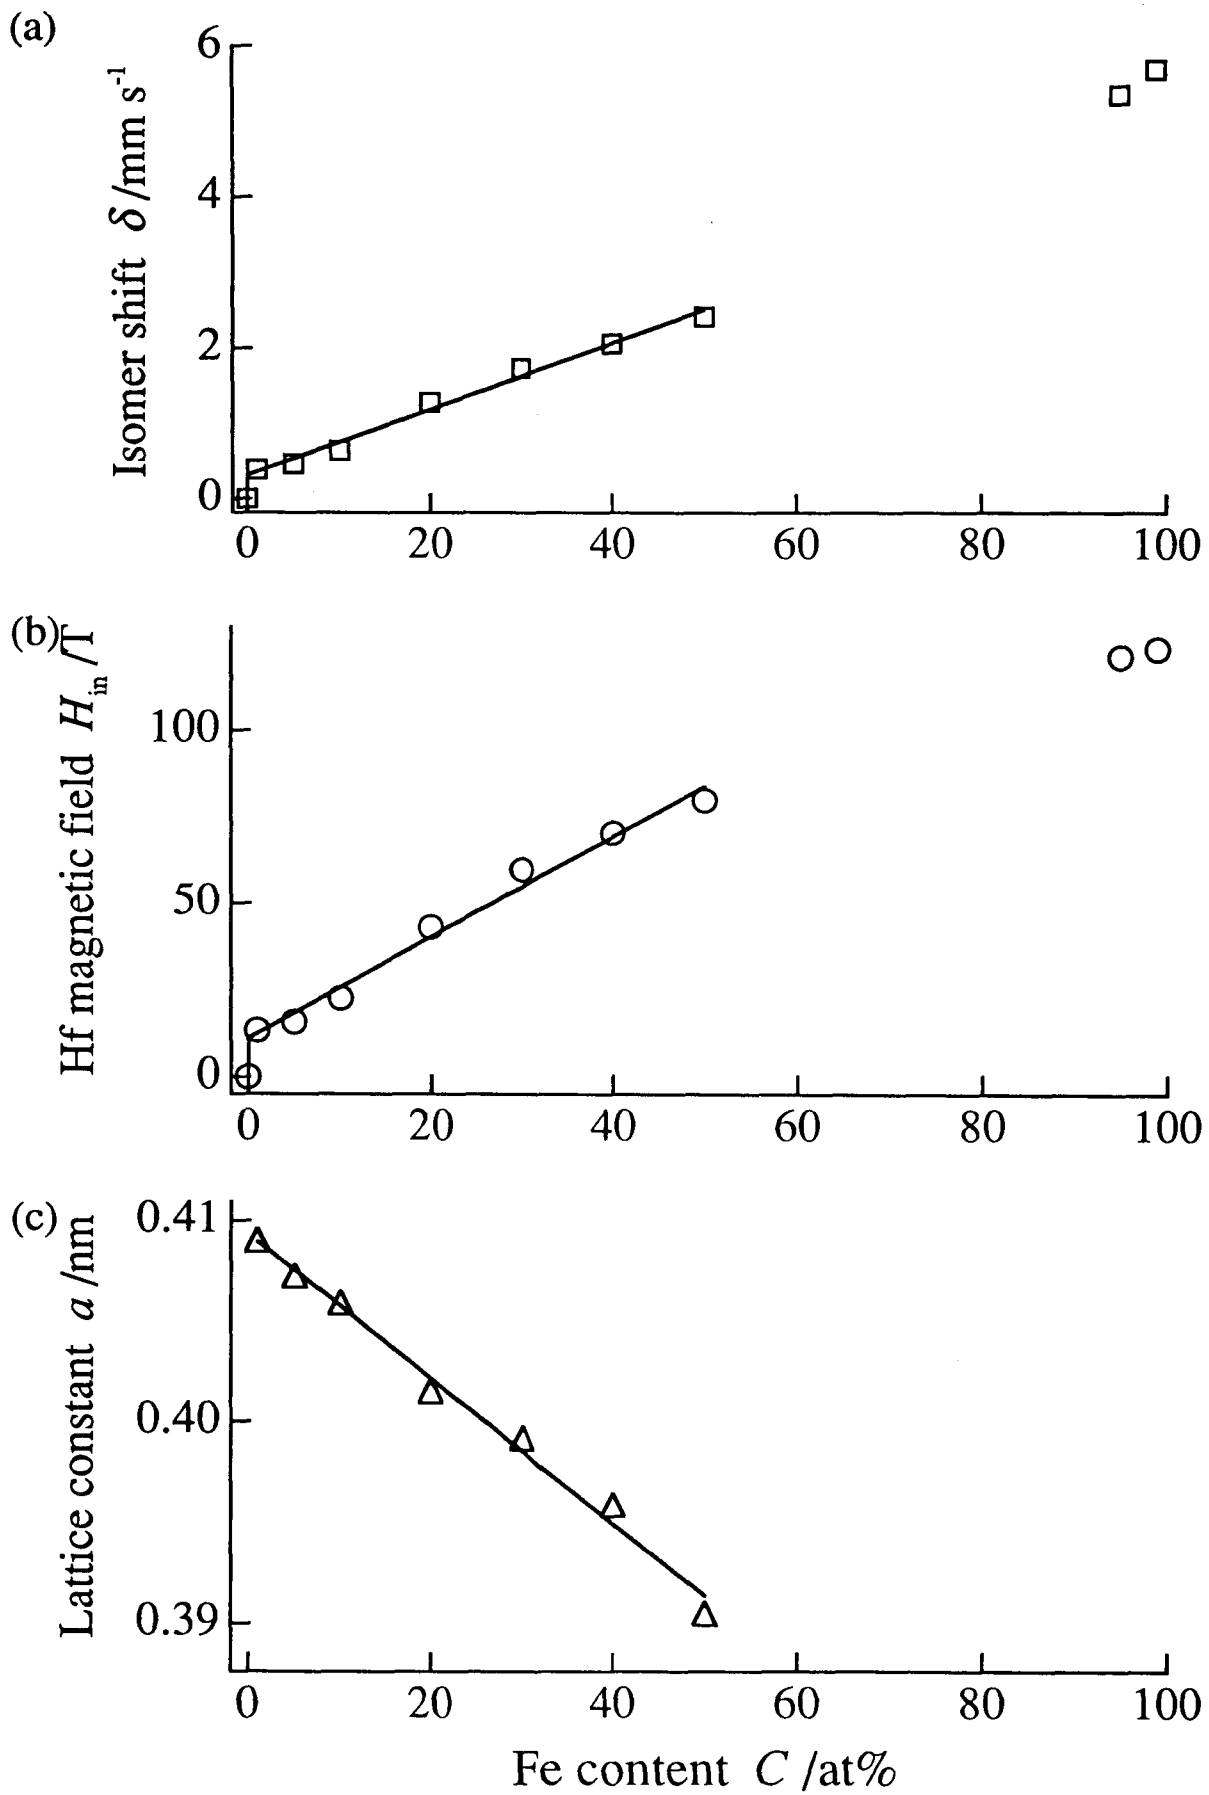 (a)
Isomer shift δ /mm s⁻¹
6
4
2
0
0 20 40 60 80 100
(b)
Hf magnetic field H_in /T
100
50
0
0 20 40 60 80 100
(c)
Lattice constant a /nm
0.41
0.40
0.39
0 20 40 60 80 100
Fe content C /at%